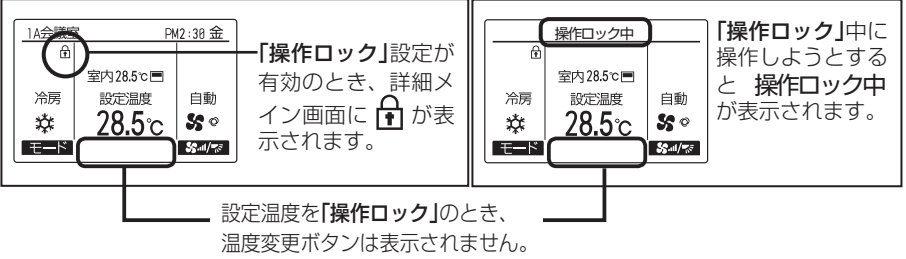 1A会議室 PM2:30 金
室内28.5℃
冷房 設定温度 自動
28.5℃
モード
「操作ロック」設定が
有効のとき、詳細メ
イン画面に が表
示されます。
操作ロック中
室内28.5℃
冷房 設定温度 自動
28.5℃
モード
「操作ロック」中に
操作しようとする
と 操作ロック中
が表示されます。
設定温度を「操作ロック」のとき、
温度変更ボタンは表示されません。